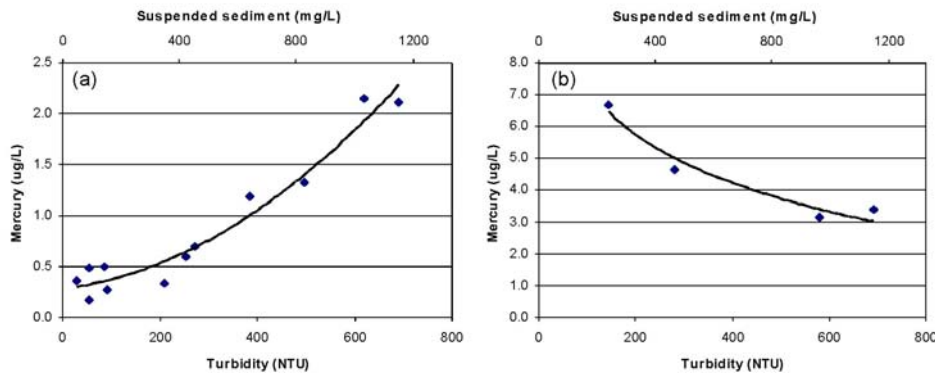 Suspended sediment (mg/L)
0 400 800 1200
2.5
2.0
1.5
1.0
0.5
0.0
(a)
Mercury (ug/L)
0 200 400 600 800
Turbidity (NTU)
Suspended sediment (mg/L)
0 400 800 1200
8.0
7.0
6.0
5.0
4.0
3.0
2.0
1.0
0.0
(b)
Mercury (ug/L)
0 200 400 600 800
Turbidity (NTU)